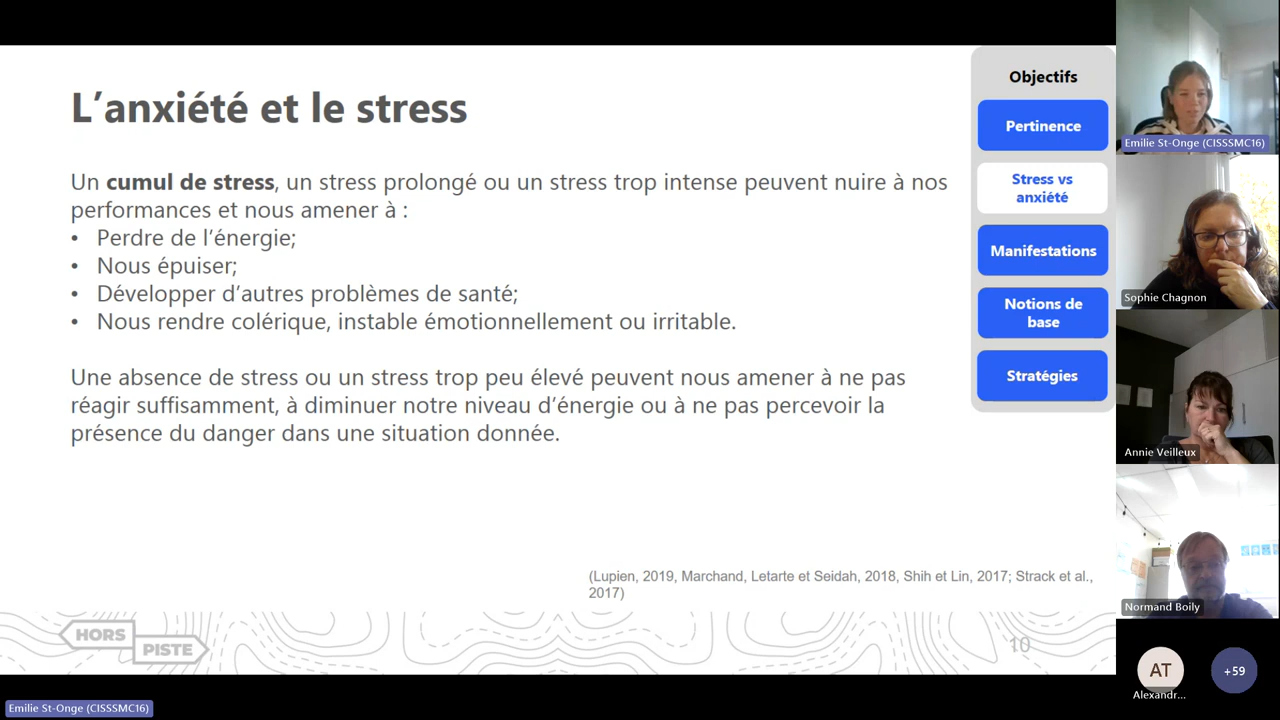 L’anxiété et le stress
Un cumul de stress, un stress prolongé ou un stress trop intense peuvent nuire à nos
performances et nous amener à :
• Perdre de l’énergie;
• Nous épuiser;
• Développer d’autres problèmes de santé;
• Nous rendre colérique, instable émotionnellement ou irritable.
Une absence de stress ou un stress trop peu élevé peuvent nous amener à ne pas
réagir suffisamment, à diminuer notre niveau d’énergie ou à ne pas percevoir la
présence du danger dans une situation donnée.
(Lupien, 2019, Marchand, Letarte et Seidah, 2018, Shih et Lin, 2017; Strack et al.,
2017)
HORS
PISTE
10
Objectifs
Pertinence
Stress vs
anxiété
Manifestations
Notions de
base
Stratégies
Emilie St-Onge (CISSSMC16)
Sophie Chagnon
Annie Veilleux
Normand Boily
AT
Alexandr...
+59
Emilie St-Onge (CISSSMC16)